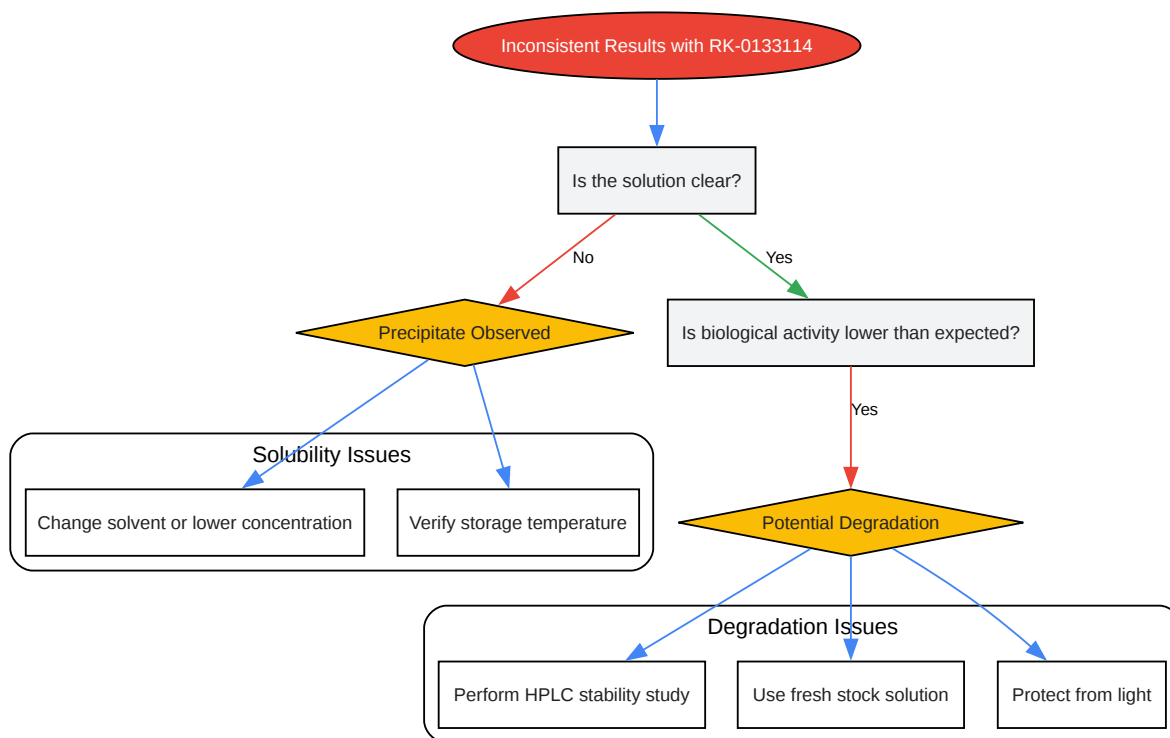 Inconsistent Results with RK-0133114
Is the solution clear?
No
Yes
Precipitate Observed
Is biological activity lower than expected?
Yes
Solubility Issues
Change solvent or lower concentration
Verify storage temperature
Potential Degradation
Degradation Issues
Perform HPLC stability study
Use fresh stock solution
Protect from light